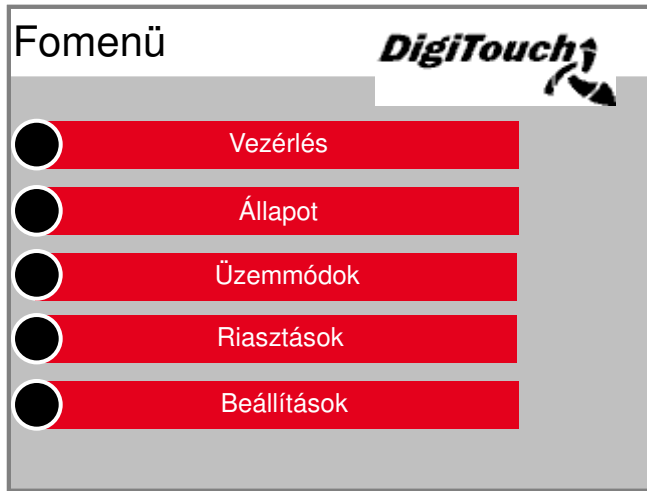 Fomenü
DigiTouch
Vezérlés
Állapot
Üzemmódok
Riasztások
Beállítások